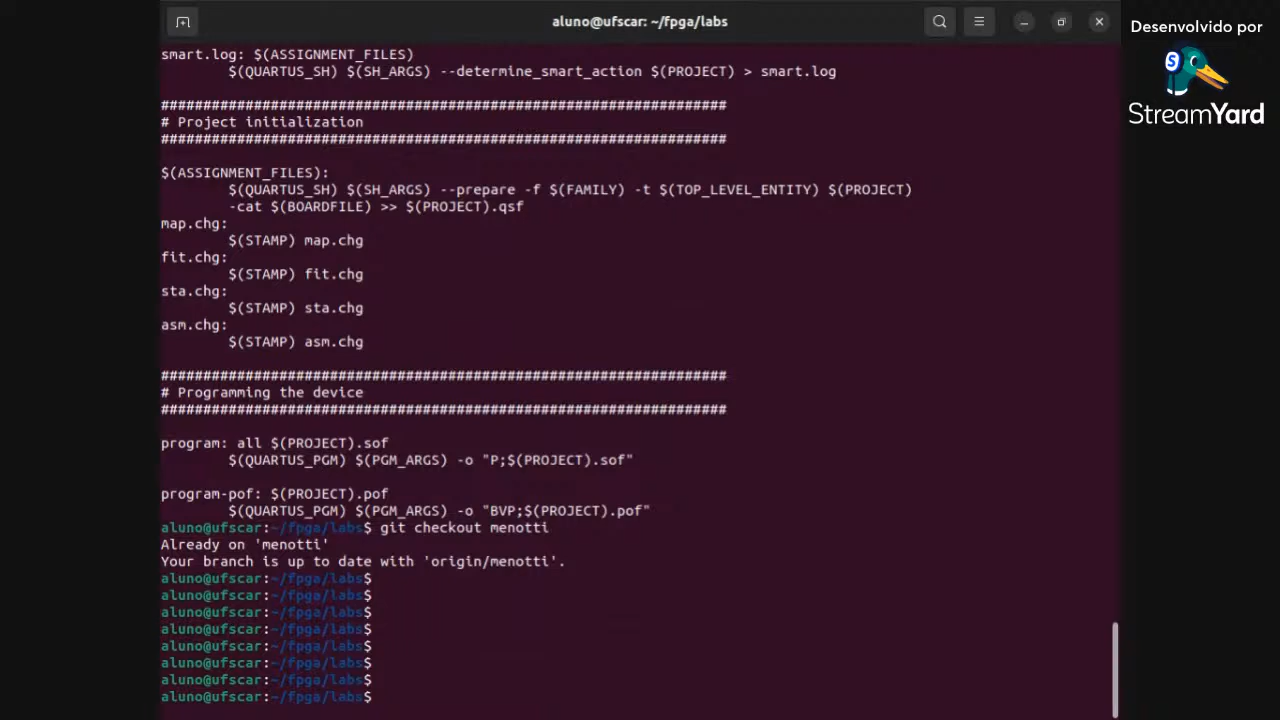 aluno@ufscar: ~/fpga/labs
Desenvolvido por
StreamYard
smart.log: $(ASSIGNMENT_FILES)
        $(QUARTUS_SH) $(SH_ARGS) --determine_smart_action $(PROJECT) > smart.log
###################################################################
# Project initialization
###################################################################
$(ASSIGNMENT_FILES):
        $(QUARTUS_SH) $(SH_ARGS) --prepare -f $(FAMILY) -t $(TOP_LEVEL_ENTITY) $(PROJECT)
        -cat $(BOARDFILE) >> $(PROJECT).qsf
map.chg:
        $(STAMP) map.chg
fit.chg:
        $(STAMP) fit.chg
sta.chg:
        $(STAMP) sta.chg
asm.chg:
        $(STAMP) asm.chg
###################################################################
# Programming the device
###################################################################
program: all $(PROJECT).sof
        $(QUARTUS_PGM) $(PGM_ARGS) -o "P;$(PROJECT).sof"
program-pof: $(PROJECT).pof
        $(QUARTUS_PGM) $(PGM_ARGS) -o "BVP;$(PROJECT).pof"
aluno@ufscar:~/fpga/labs$ git checkout menotti
Already on 'menotti'
Your branch is up to date with 'origin/menotti'.
aluno@ufscar:~/fpga/labs$
aluno@ufscar:~/fpga/labs$
aluno@ufscar:~/fpga/labs$
aluno@ufscar:~/fpga/labs$
aluno@ufscar:~/fpga/labs$
aluno@ufscar:~/fpga/labs$
aluno@ufscar:~/fpga/labs$
aluno@ufscar:~/fpga/labs$